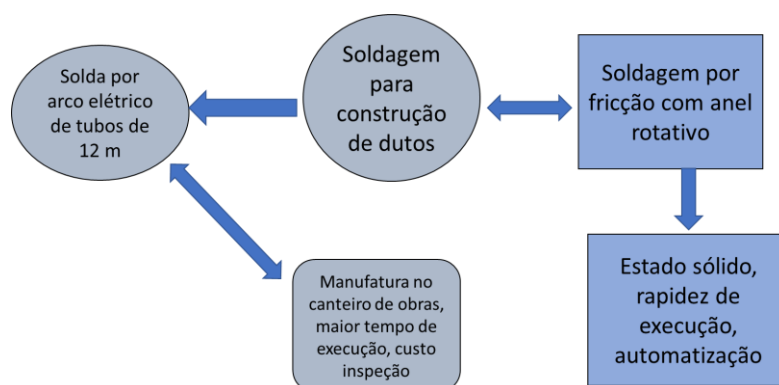 Solda por
arco elétrico
de tubos de
12 m
Soldagem
para
construção
de dutos
Soldagem por
fricção com anel
rotativo
Manufatura no
canteiro de obras,
maior tempo de
execução, custo
inspeção
Estado sólido,
rapidez de
execução,
automatização